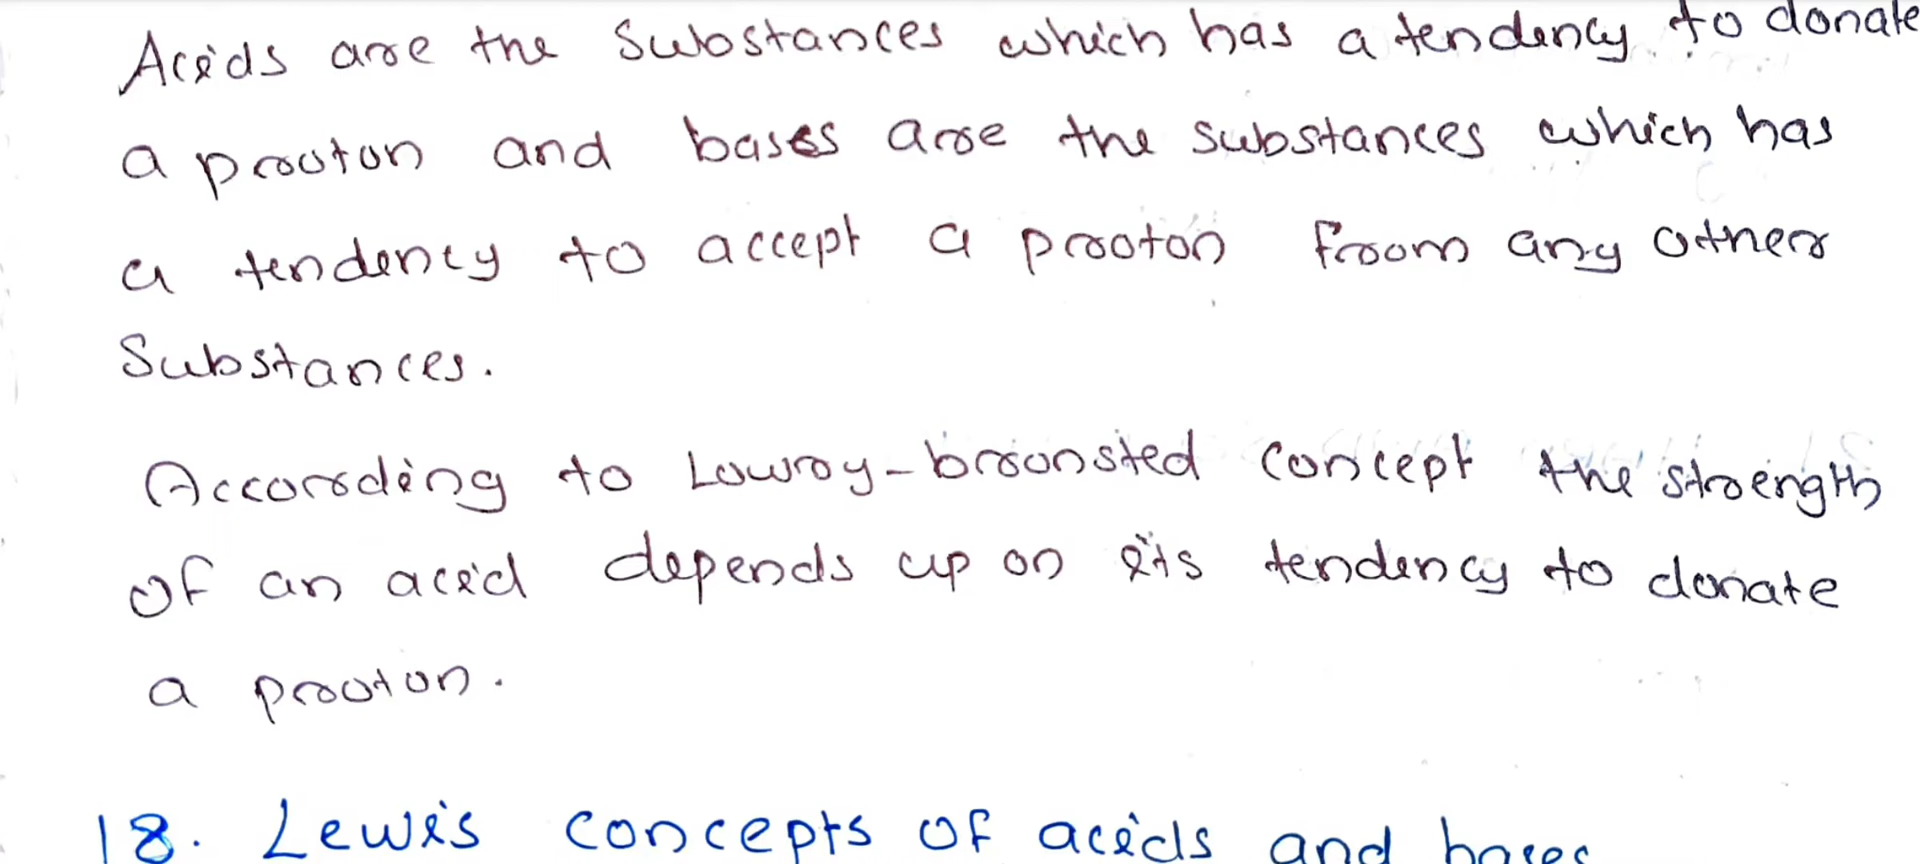 Acids are the Substances which has a tendency to donate
a proton and bases are the substances which has
a tendency to accept a proton from any other
Substances.
According to Lowry-bronsted concept the strength
of an acid depends up on its tendency to donate
a proton.
18. Lewis concepts of acids and bases